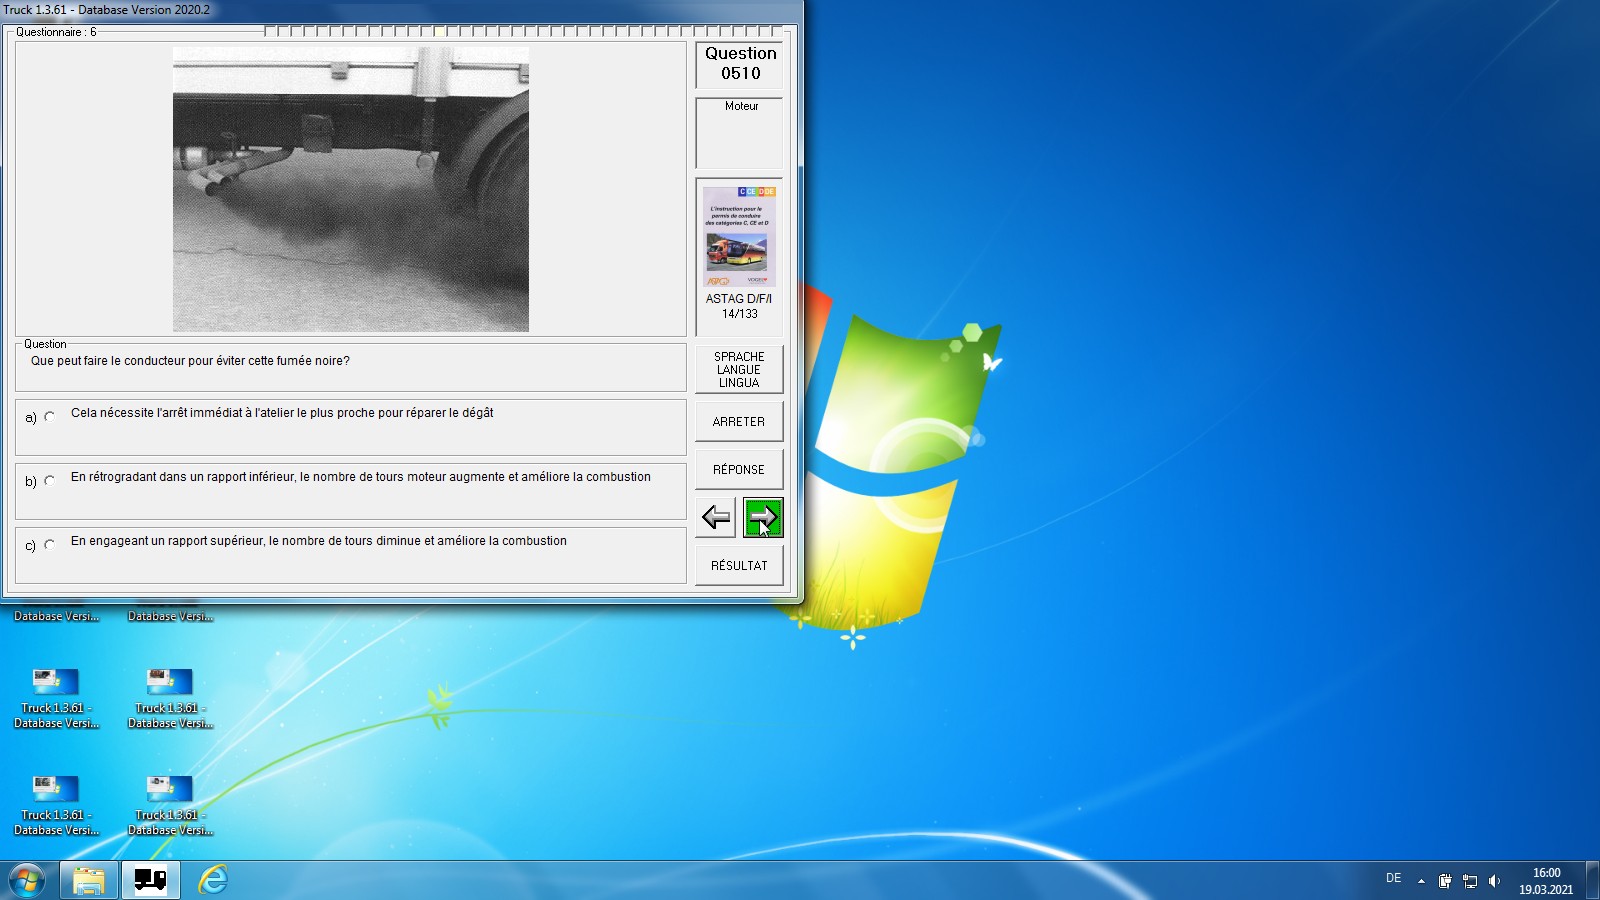 Truck 1.3.61 - Database Version 2020.2
Questionnaire : 6
Question
0510
Moteur
C CE D DE
L'instruction pour le
permis de conduire
des catégories C, CE et D
ASTAG D/F/I
14/133
Question
Que peut faire le conducteur pour éviter cette fumée noire?
a) Cela nécessite l'arrêt immédiat à l'atelier le plus proche pour réparer le dégât
b) En rétrogradant dans un rapport inférieur, le nombre de tours moteur augmente et améliore la combustion
c) En engageant un rapport supérieur, le nombre de tours diminue et améliore la combustion
SPRACHE
LANGUE
LINGUA
ARRETER
RÉPONSE
RÉSULTAT
Database Versi...
Database Versi...
Truck 1.3.61 -
Database Versi...
Truck 1.3.61 -
Database Versi...
Truck 1.3.61 -
Database Versi...
Truck 1.3.61 -
Database Versi...
DE
16:00
19.03.2021